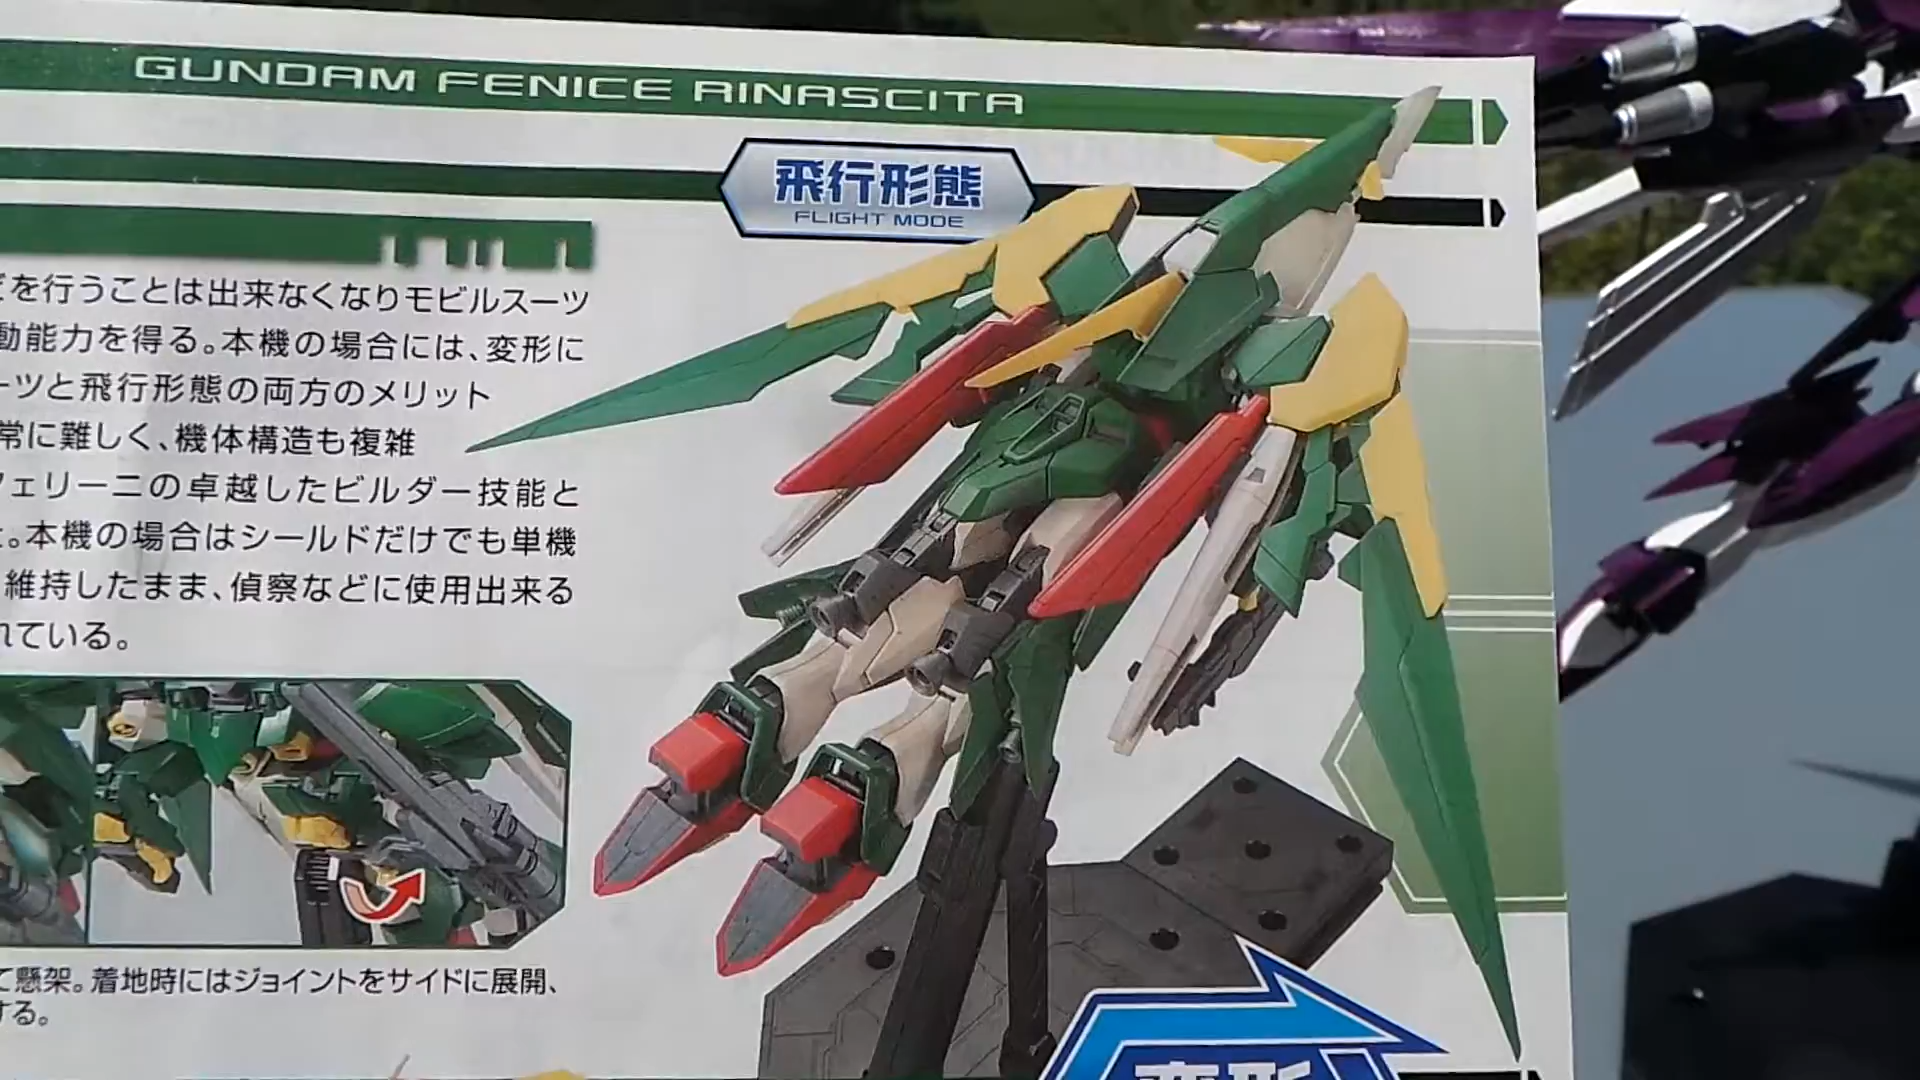 GUNDAM FENICE RINASCITA
飛行形態
FLIGHT MODE
を行うことは出来なくなりモビルスーツ
動能力を得る。本機の場合には、変形に
ーツと飛行形態の両方のメリット
常に難しく、機体構造も複雑
フェリーニの卓越したビルダー技能と
。本機の場合はシールドだけでも単機
維持したまま、偵察などに使用出来る
れている。
て懸架。着地時にはジョイントをサイドに展開、
する。
変形